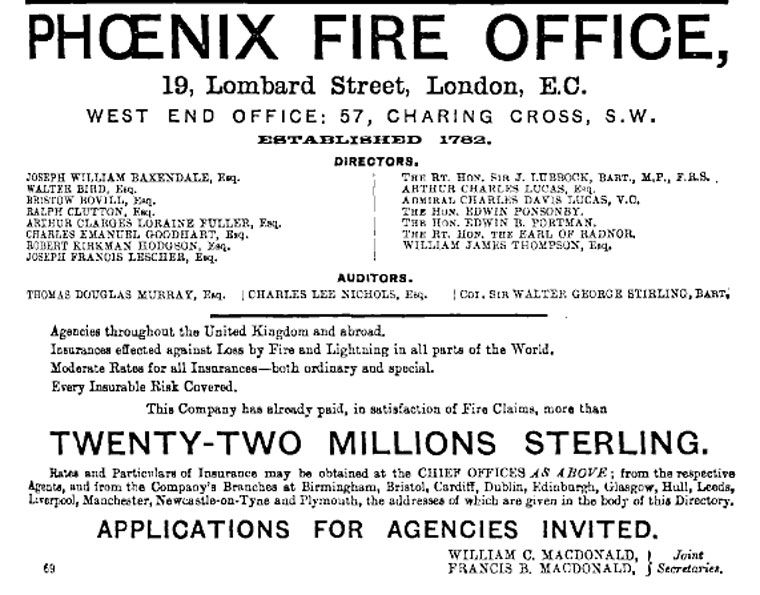 PHŒNIX FIRE OFFICE,
19, Lombard Street, London, E.C.
WEST END OFFICE: 57, CHARING CROSS, S.W.
ESTABLISHED 1782.
DIRECTORS.
JOSEPH WILLIAM BAXENDALE, Esq.
WALTER BIRD, Esq.
BRISTOW BOVILL, Esq.
RALPH CLUTTON, Esq.
ARTHUR CLARGES LORAINE FULLER, Esq.
CHARLES EMANUEL GOODHART, Esq.
ROBERT KIRKMAN HODGSON, Esq.
JOSEPH FRANCIS LESCHER, Esq.
THE RT. HON. SIR J. LUBBOCK, BART., M.P., F.R.S.
ARTHUR CHARLES LUCAS, Esq.
ADMIRAL CHARLES DAVIS LUCAS, V.C.
THE HON. EDWIN PONSONBY.
THE HON. EDWIN B. PORTMAN.
THE RT. HON. THE EARL OF RADNOR.
WILLIAM JAMES THOMPSON, Esq.
AUDITORS.
THOMAS DOUGLAS MURRAY, Esq. | CHARLES LEE NICHOLS, Esq. | COL. SIR WALTER GEORGE STIRLING, BART.
Agencies throughout the United Kingdom and abroad.
Insurances effected against Loss by Fire and Lightning in all parts of the World.
Moderate Rates for all Insurances—both ordinary and special.
Every Insurable Risk Covered.
This Company has already paid, in satisfaction of Fire Claims, more than
TWENTY-TWO MILLIONS STERLING.
Rates and Particulars of Insurance may be obtained at the CHIEF OFFICES AS ABOVE; from the respective
Agents, and from the Company's Branches at Birmingham, Bristol, Cardiff, Dublin, Edinburgh, Glasgow, Hull, Leeds,
Liverpool, Manchester, Newcastle-on-Tyne and Plymouth, the addresses of which are given in the body of this Directory.
APPLICATIONS FOR AGENCIES INVITED.
WILLIAM C. MACDONALD, } Joint
FRANCIS B. MACDONALD, } Secretaries.
69